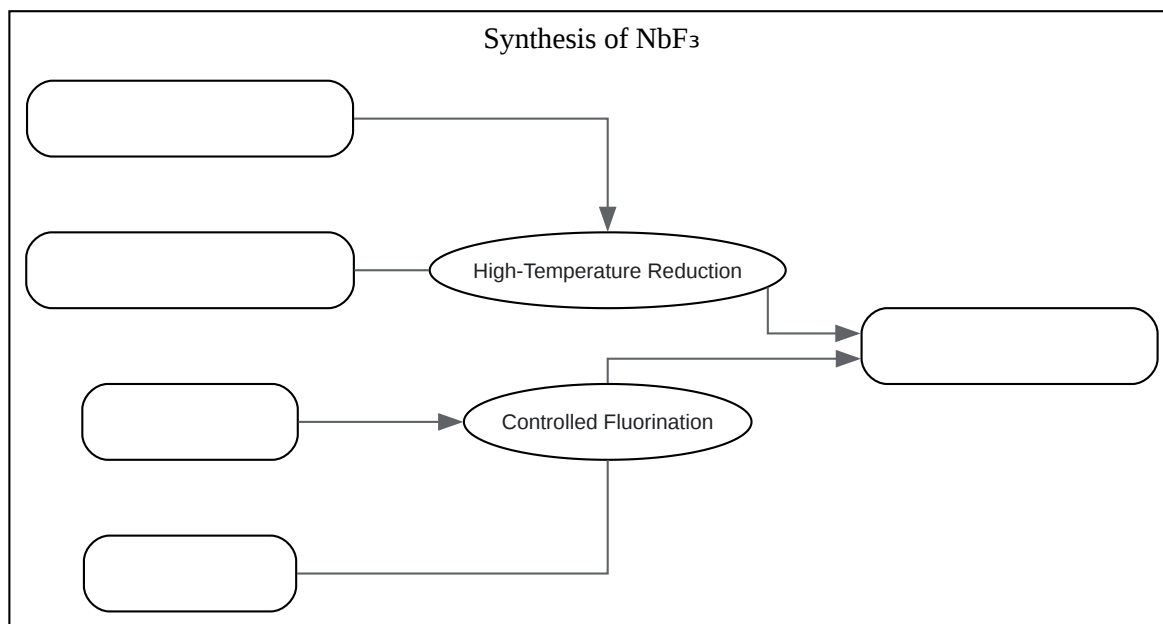 Synthesis of NbF₃
High-Temperature Reduction
Controlled Fluorination